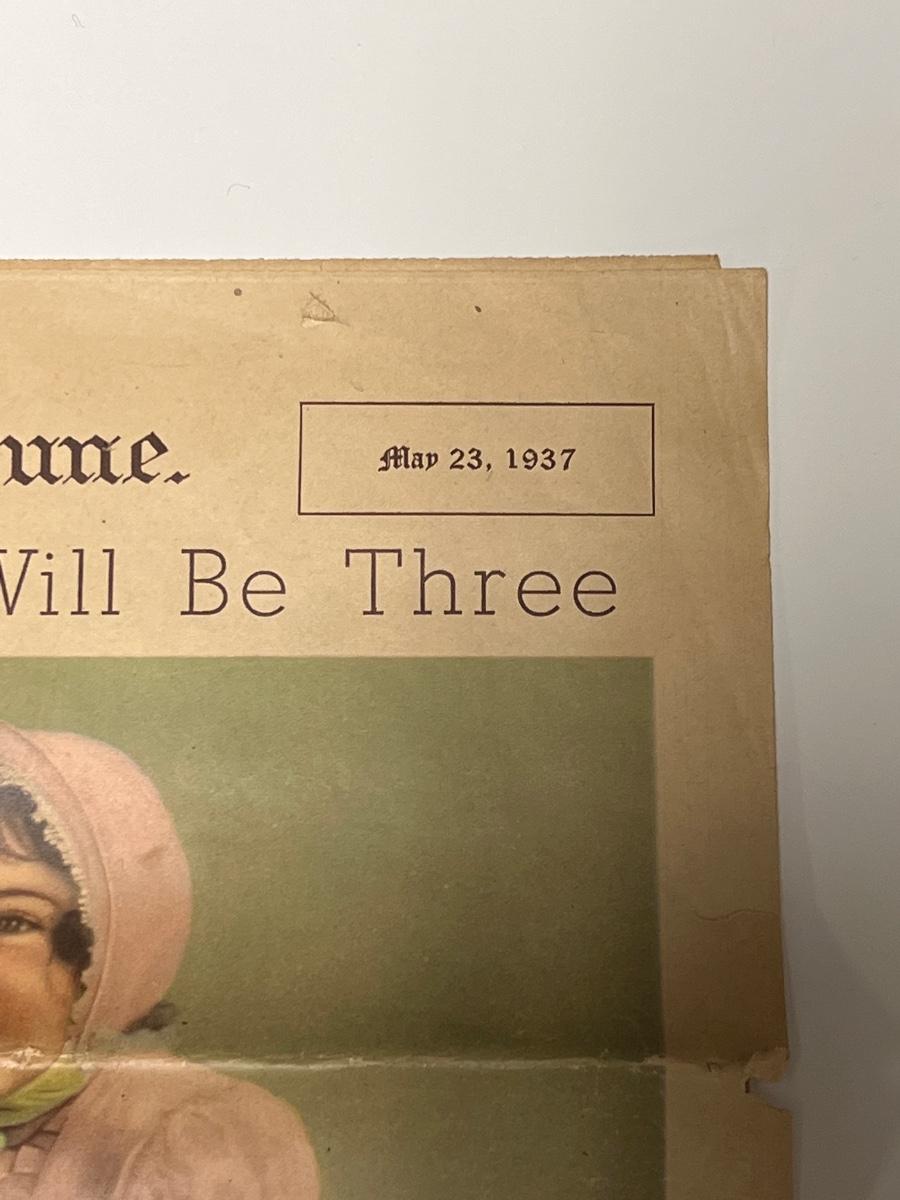 une.
May 23, 1937
Will Be Three